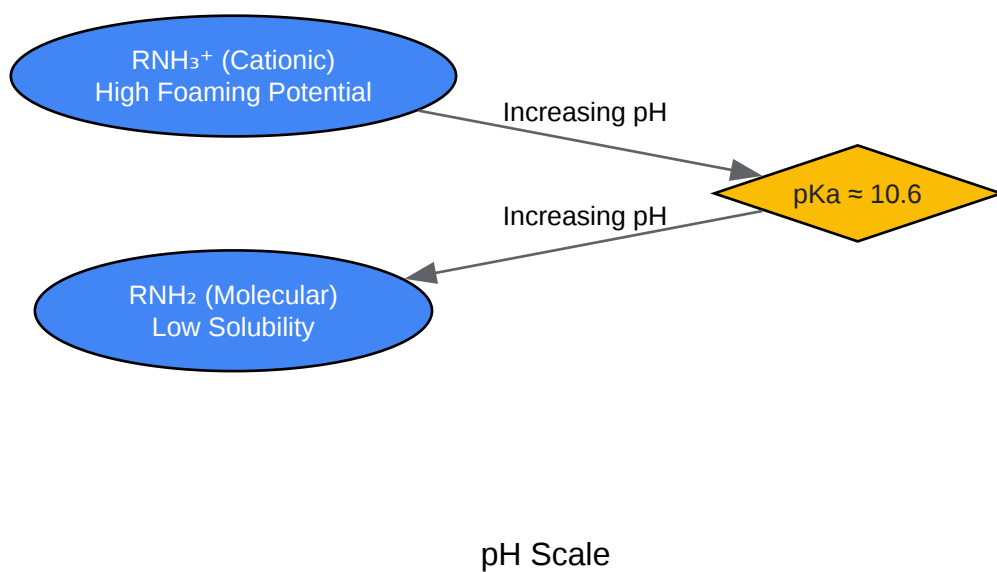 RNH₃⁺ (Cationic)
High Foaming Potential
Increasing pH
pKa ≈ 10.6
Increasing pH
RNH₂ (Molecular)
Low Solubility
pH Scale